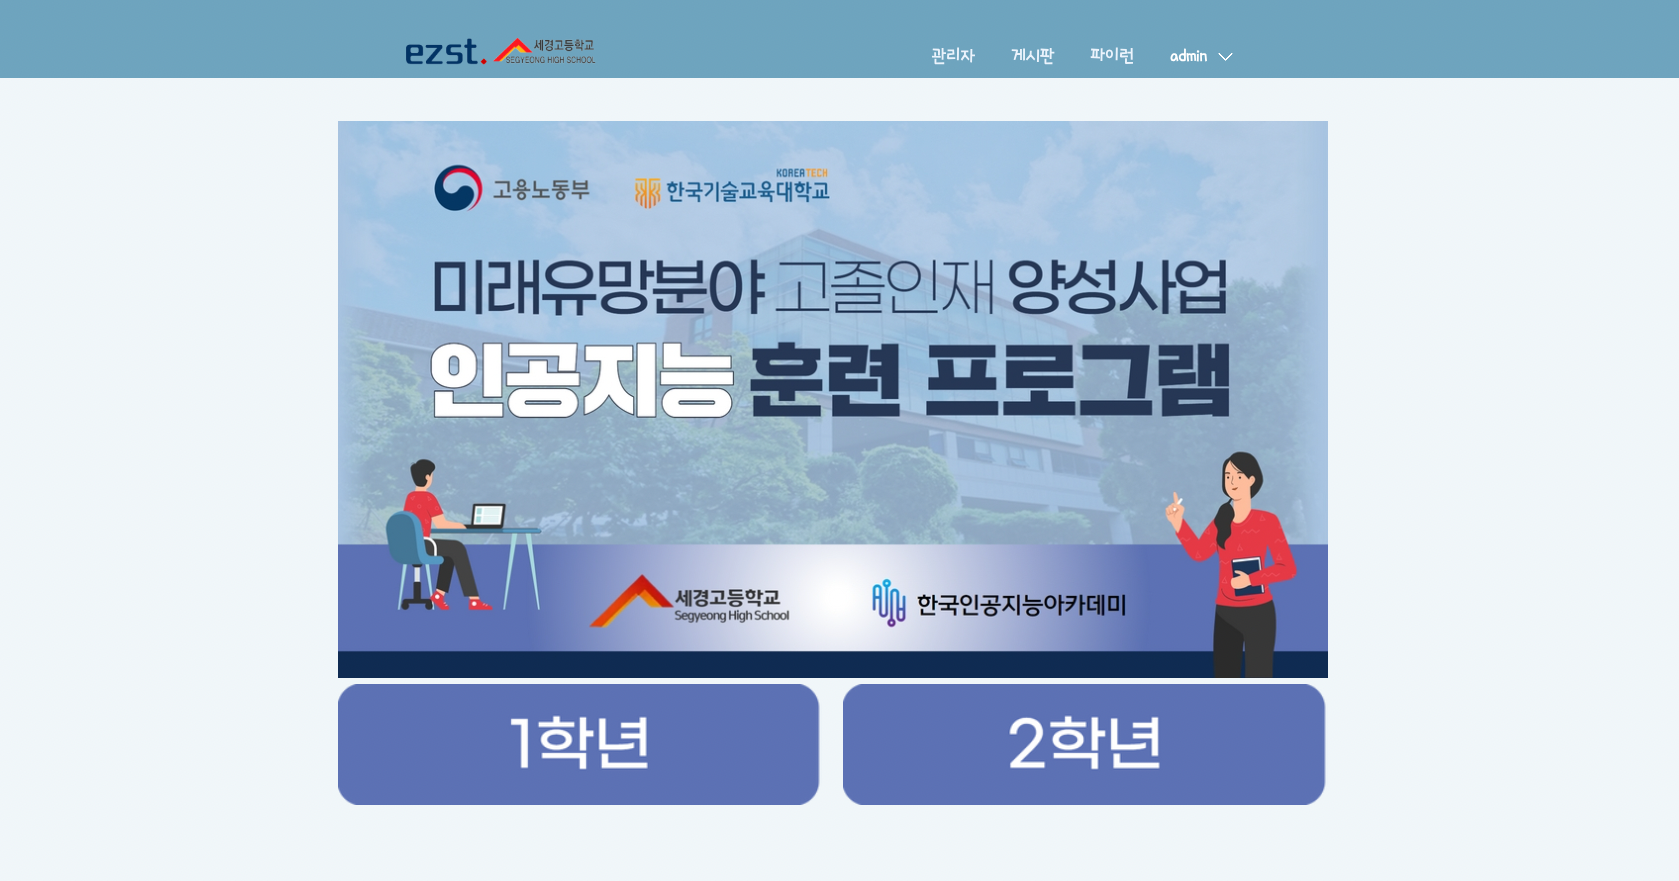 ezst. 세경고등학교
SEGYEONG HIGH SCHOOL
관리자 게시판 파이런 admin
고용노동부 KOREATECH
한국기술교육대학교
미래유망분야 고졸인재 양성사업
인공지능 훈련 프로그램
세경고등학교
Segyeong High School
한국인공지능아카데미
1학년 2학년